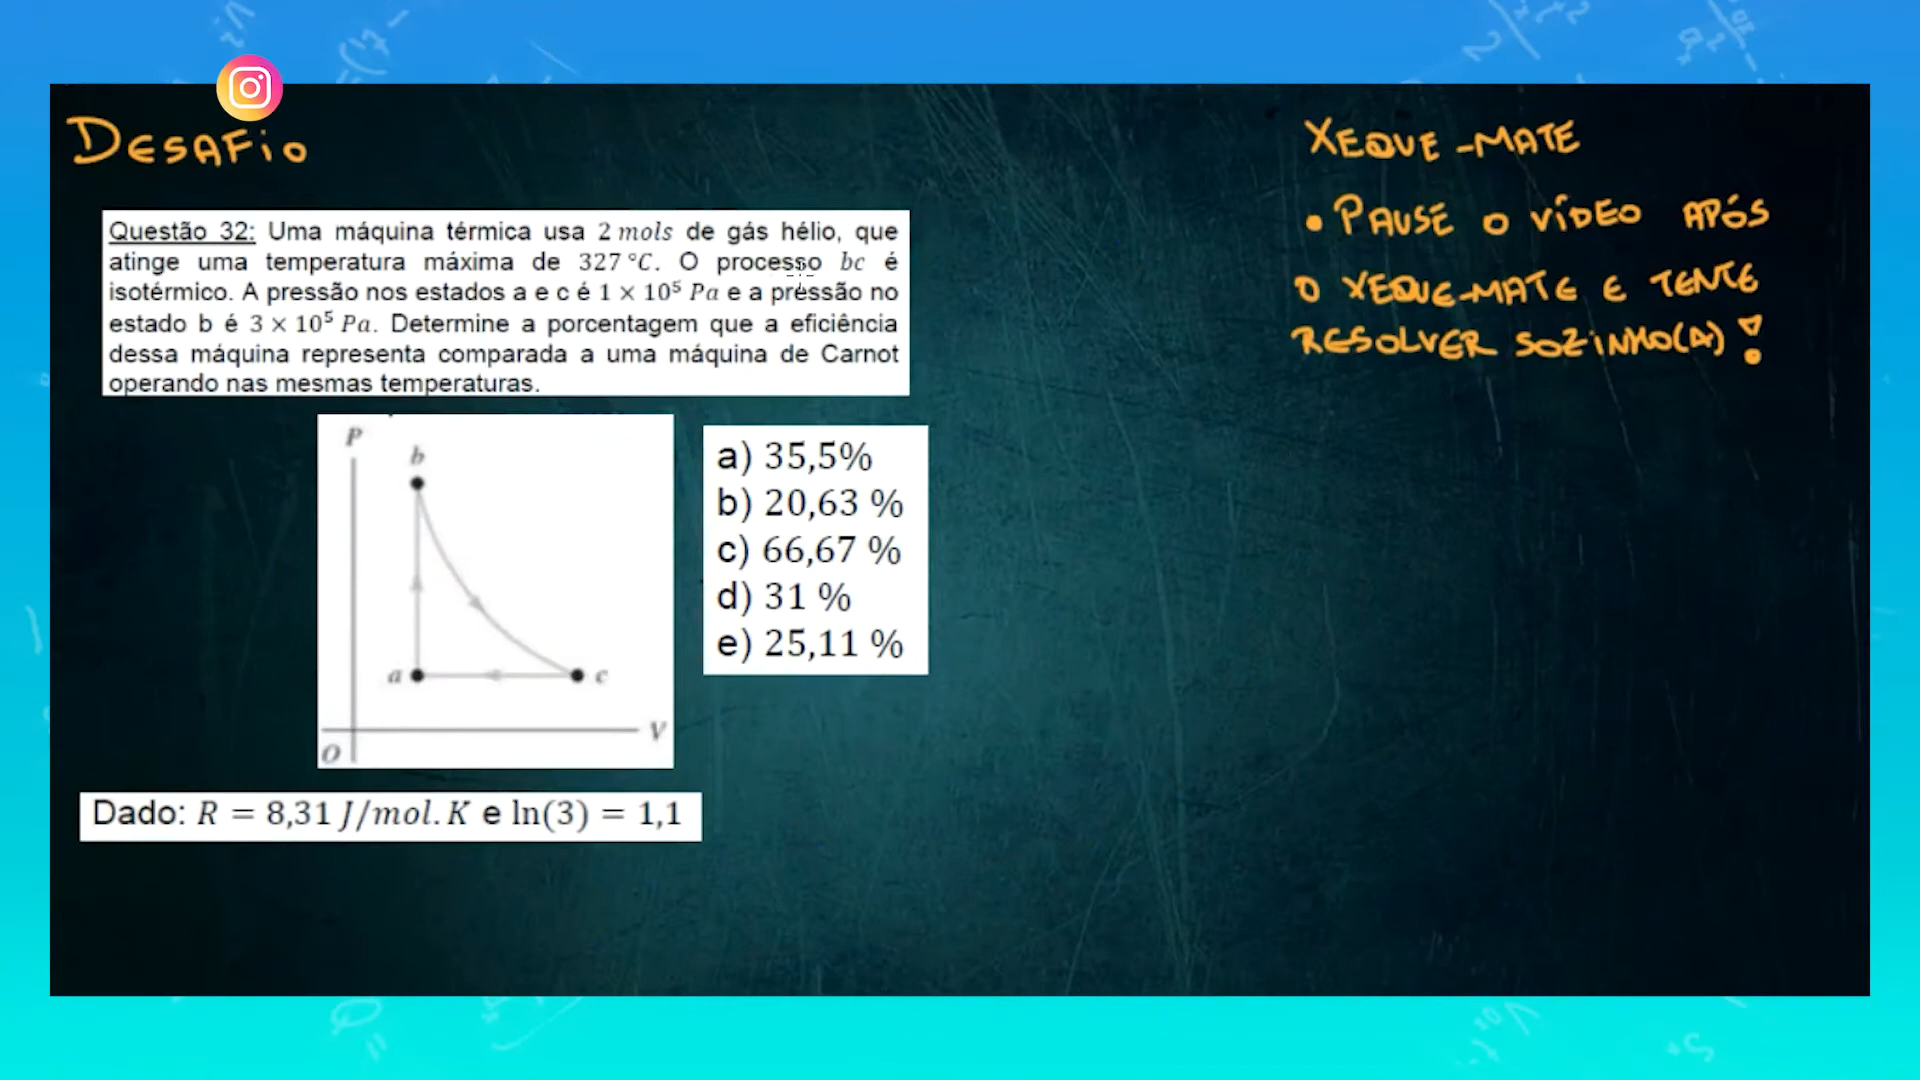 DESAFIO
Questão 32: Uma máquina térmica usa 2 mols de gás hélio, que
atinge uma temperatura máxima de 327 °C. O processo bc é
isotérmico. A pressão nos estados a e c é 1 × 10⁵ Pa e a pressão no
estado b é 3 × 10⁵ Pa. Determine a porcentagem que a eficiência
dessa máquina representa comparada a uma máquina de Carnot
operando nas mesmas temperaturas.
P
b
a
c
V
O
a) 35,5%
b) 20,63 %
c) 66,67 %
d) 31 %
e) 25,11 %
Dado: R = 8,31 J/mol. K e ln(3) = 1,1
XEQUE-MATE
• PAUSE O VÍDEO APÓS
O XEQUE-MATE E TENTE
RESOLVER SOZINHO(A)!